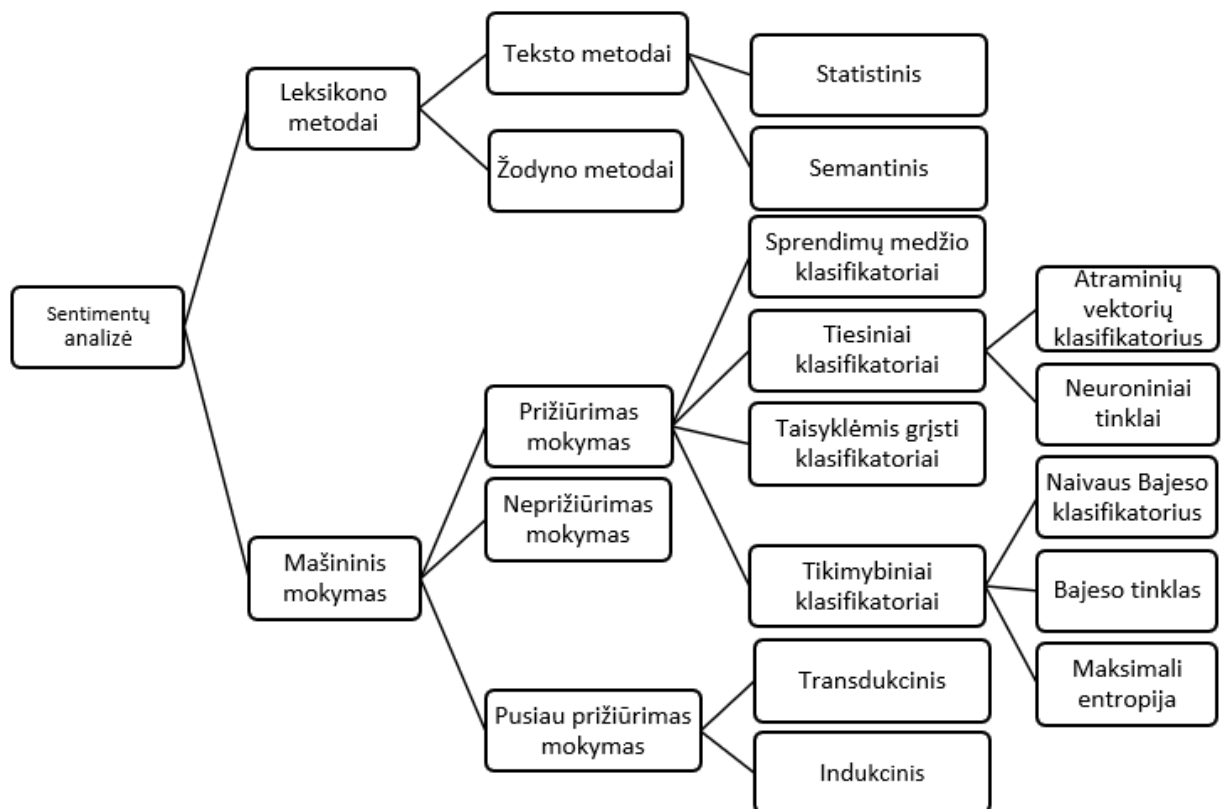 Sentimentų
analizė
Leksikono
metodai
Teksto metodai
Statistinis
Semantinis
Žodyno metodai
Mašininis
mokymas
Prižiūrimas
mokymas
Sprendimų medžio
klasifikatoriai
Tiesiniai
klasifikatoriai
Atraminių
vektorių
klasifikatorius
Neuroniniai
tinklai
Taisyklėmis grįsti
klasifikatoriai
Tikimybiniai
klasifikatoriai
Naivaus Bajeso
klasifikatorius
Bajeso tinklas
Maksimali
entropija
Neprižiūrimas
mokymas
Pusiau prižiūrimas
mokymas
Transdukcinis
Indukcinis